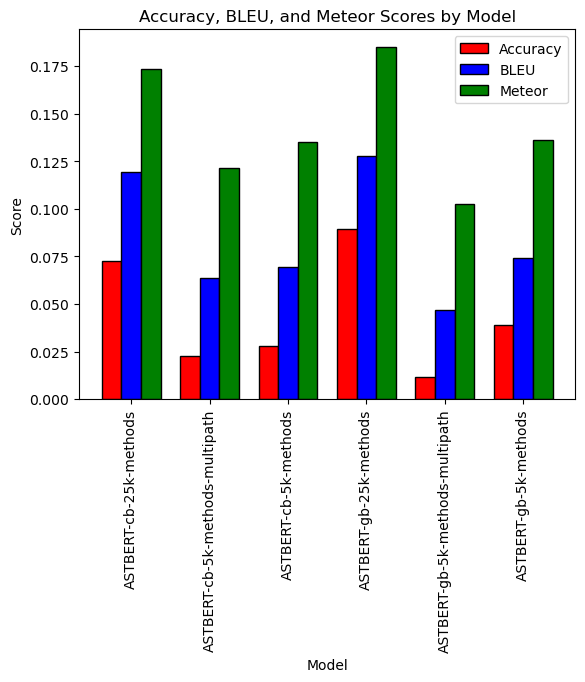 Accuracy, BLEU, and Meteor Scores by Model
Accuracy
BLEU
Meteor
0.175
0.150
0.125
0.100
0.075
0.050
0.025
0.000
Score
ASTBERT-cb-25k-methods
ASTBERT-cb-5k-methods-multipath
ASTBERT-cb-5k-methods
ASTBERT-gb-25k-methods
ASTBERT-gb-5k-methods-multipath
ASTBERT-gb-5k-methods
Model